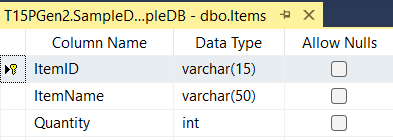 T15PGen2.SampleD...pleDB - dbo.Items
Column Name Data Type Allow Nulls
ItemID varchar(15)
ItemName varchar(50)
Quantity int